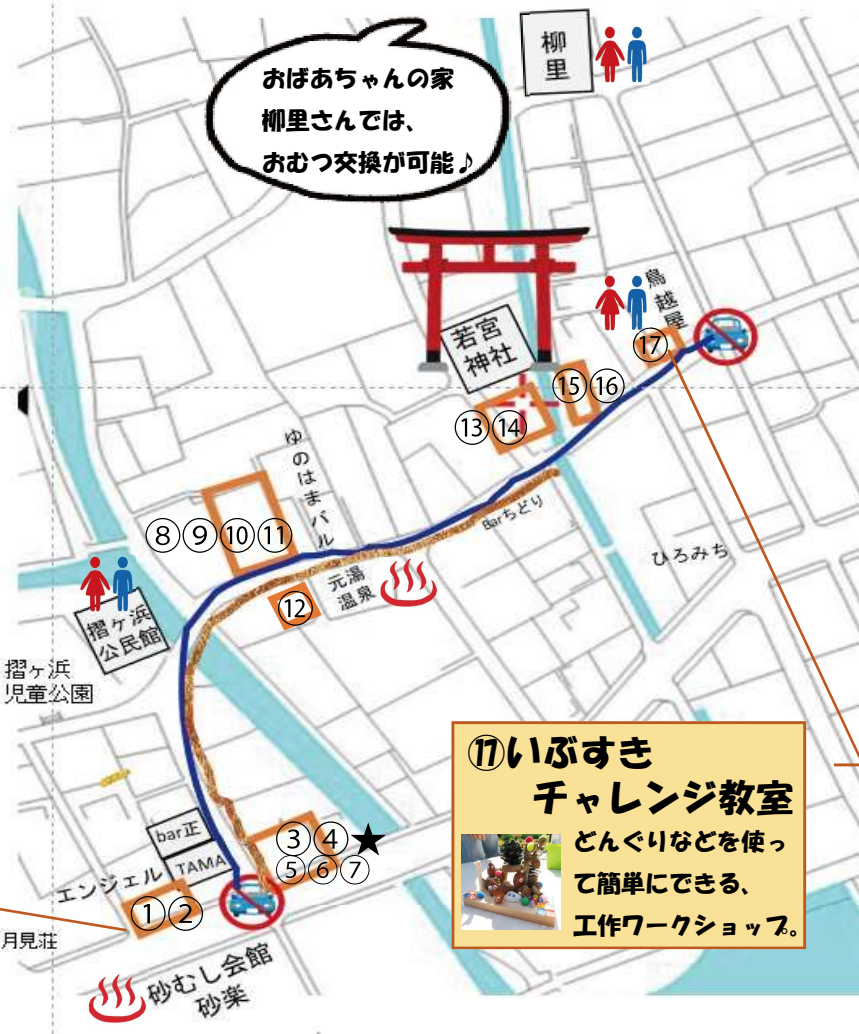 おばあちゃんの家
柳里さんでは、
おむつ交換が可能♪
柳里
鳥越屋
⑰
若宮
神社
⑮⑯
⑬⑭
ゆのはまバル
⑧⑨⑩⑪
Barちどり
ひろみち
元湯
温泉
⑫
摺ヶ浜
公民館
摺ヶ浜
児童公園
⑰いぶすき
チャレンジ教室
どんぐりなどを使っ
て簡単にできる、
工作ワークショップ。
bar正
③④★
⑤⑥⑦
エンジェル
TAMA
①②
月見荘
砂むし会館
砂楽